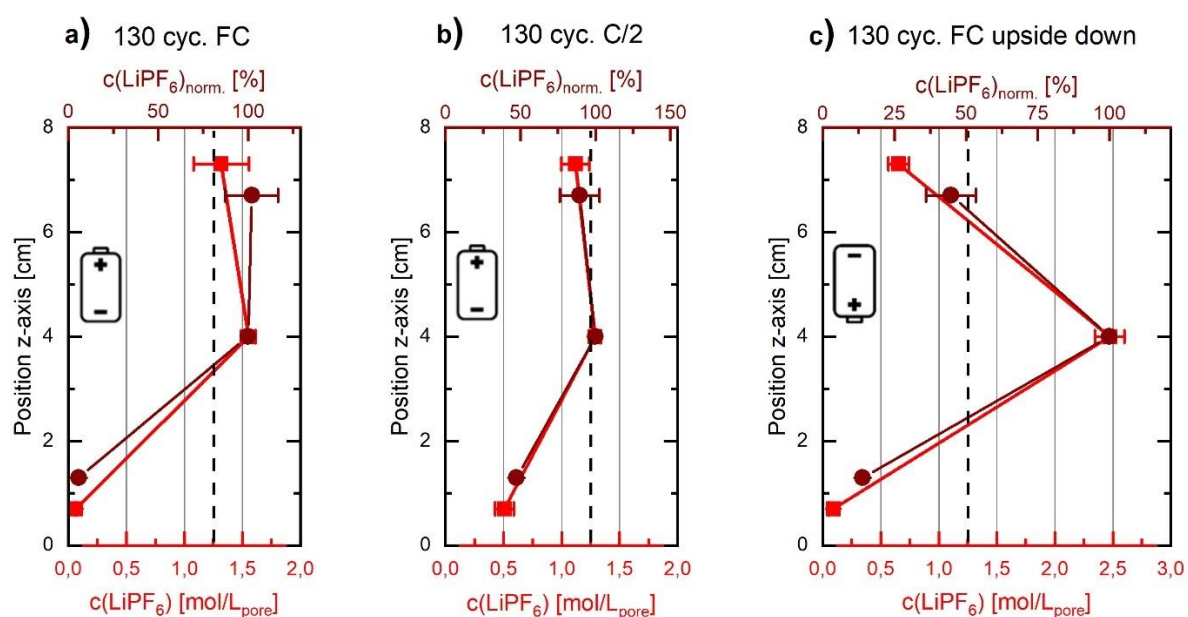 a) 130 cyc. FC
c(LiPF₆)norm. [%]
0 50 100
8
6
4
2
0
Position z-axis [cm]
+
−
0,0 0,5 1,0 1,5 2,0
c(LiPF₆) [mol/Lpore]
b) 130 cyc. C/2
c(LiPF₆)norm. [%]
0 50 100 150
8
6
4
2
0
Position z-axis [cm]
+
−
0,0 0,5 1,0 1,5 2,0
c(LiPF₆) [mol/Lpore]
c) 130 cyc. FC upside down
c(LiPF₆)norm. [%]
0 25 50 75 100
8
6
4
2
0
Position z-axis [cm]
−
+
0,0 0,5 1,0 1,5 2,0 2,5 3,0
c(LiPF₆) [mol/Lpore]